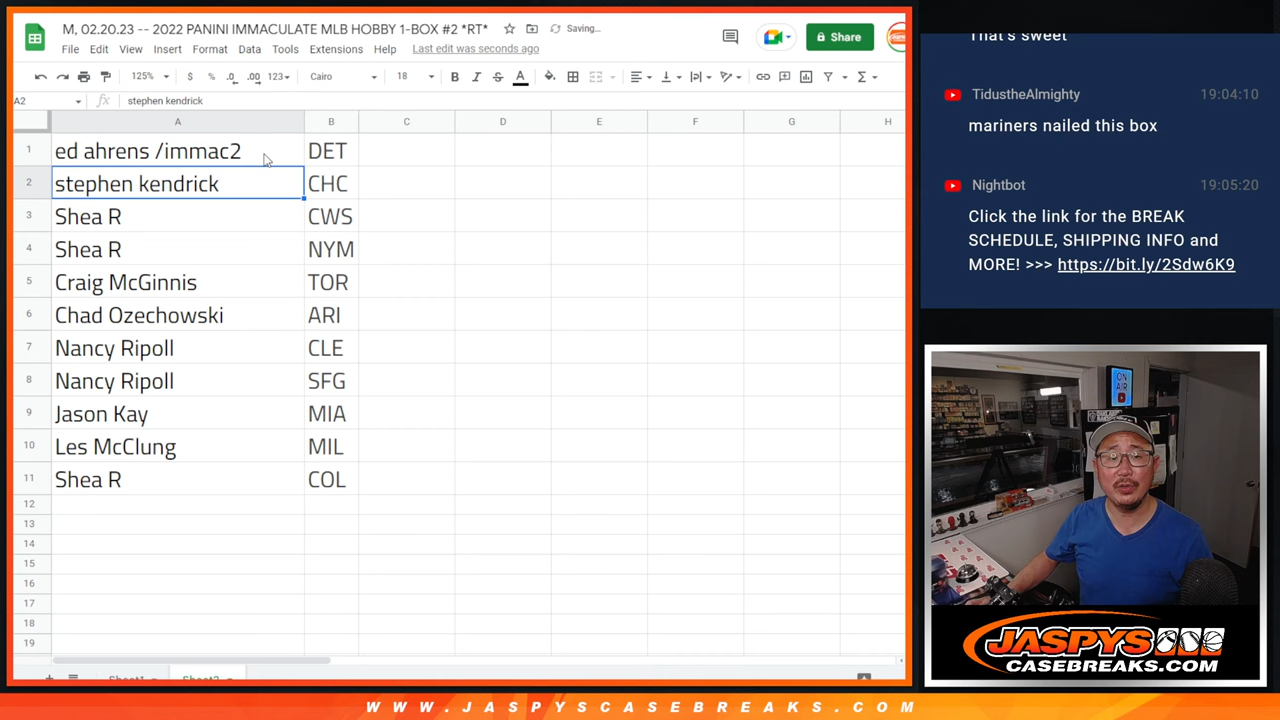 M, 02.20.23 -- 2022 PANINI IMMACULATE MLB HOBBY 1-BOX #2 *RT*
Saving...
File Edit View Insert Format Data Tools Extensions Help Last edit was seconds ago
Share
125% $ % .0 .00 123 Cairo 18 B I S A
A2 fx stephen kendrick
A B C D E F G H
1 ed ahrens /immac2 DET
2 stephen kendrick CHC
3 Shea R CWS
4 Shea R NYM
5 Craig McGinnis TOR
6 Chad Ozechowski ARI
7 Nancy Ripoll CLE
8 Nancy Ripoll SFG
9 Jason Kay MIA
10 Les McClung MIL
11 Shea R COL
12
13
14
15
16
17
18
19
Sheet1 Sheet2
That's sweet
TidustheAlmighty 19:04:10
mariners nailed this box
Nightbot 19:05:20
Click the link for the BREAK
SCHEDULE, SHIPPING INFO and
MORE! >>> https://bit.ly/2Sdw6K9
ON
AIR
JASPYS
CASEBREAKS.COM
WWW.JASPYSCASEBREAKS.COM